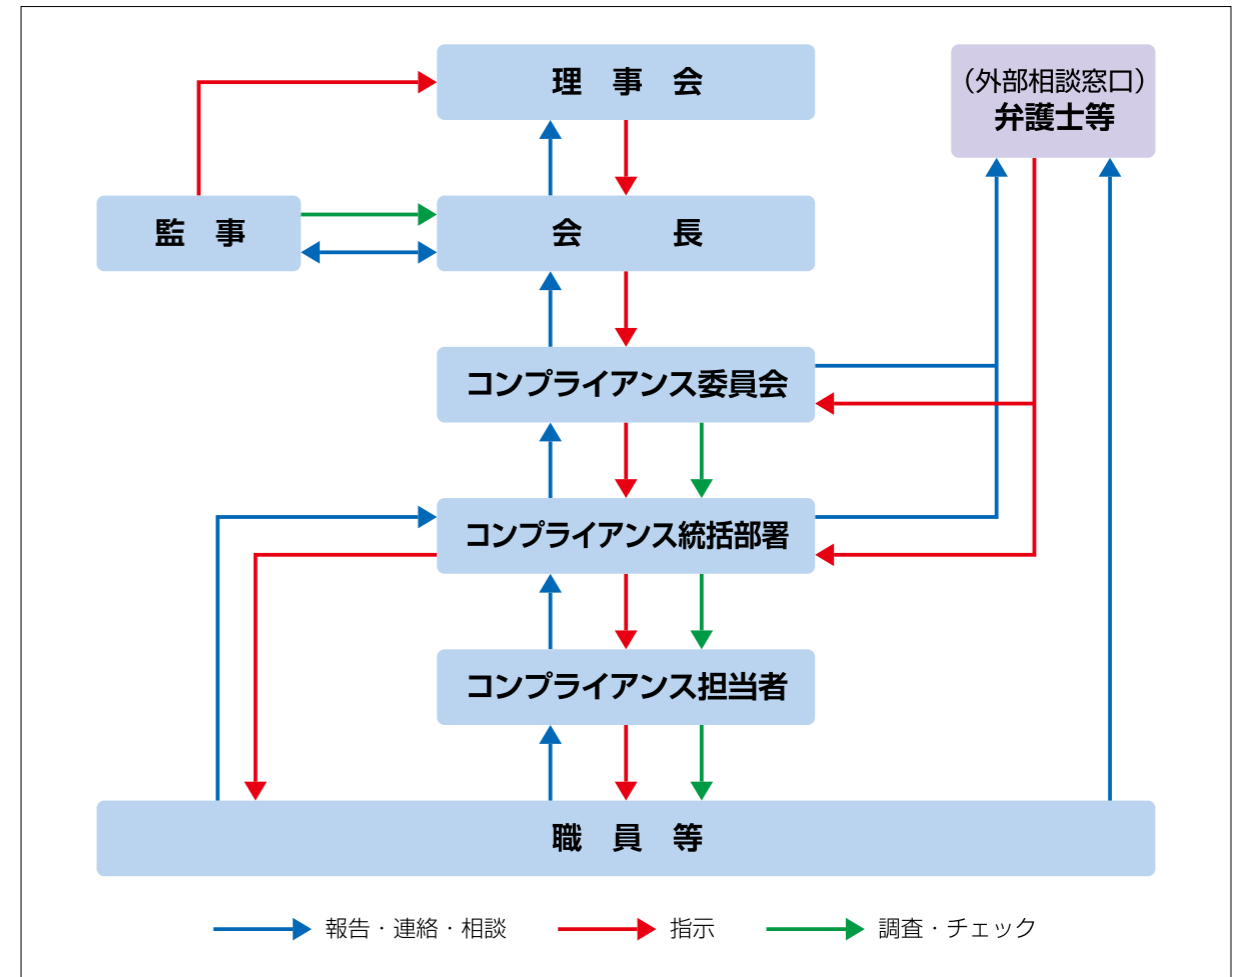 理　事　会
（外部相談窓口）
弁護士等
監　事
会　　　長
コンプライアンス委員会
コンプライアンス統括部署
コンプライアンス担当者
職　員　等
報告・連絡・相談
指示
調査・チェック